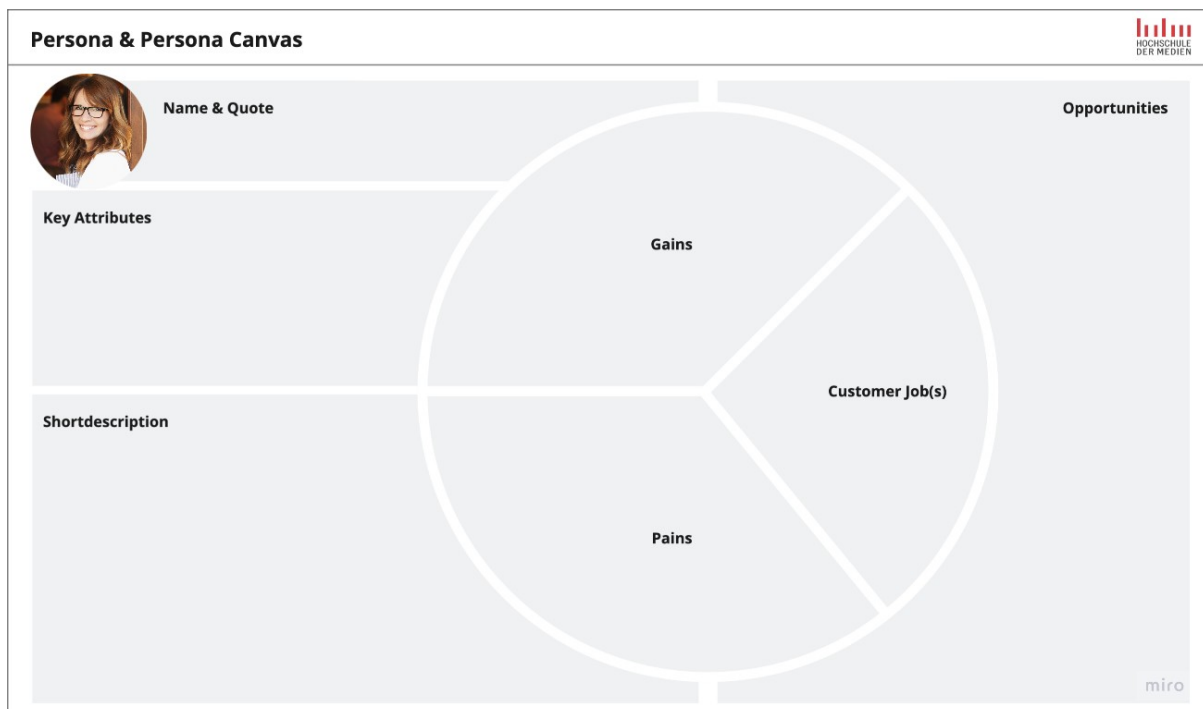 Persona & Persona Canvas
HOCHSCHULE
DER MEDIEN
Name & Quote
Opportunities
Key Attributes
Gains
Customer Job(s)
Shortdescription
Pains
miro